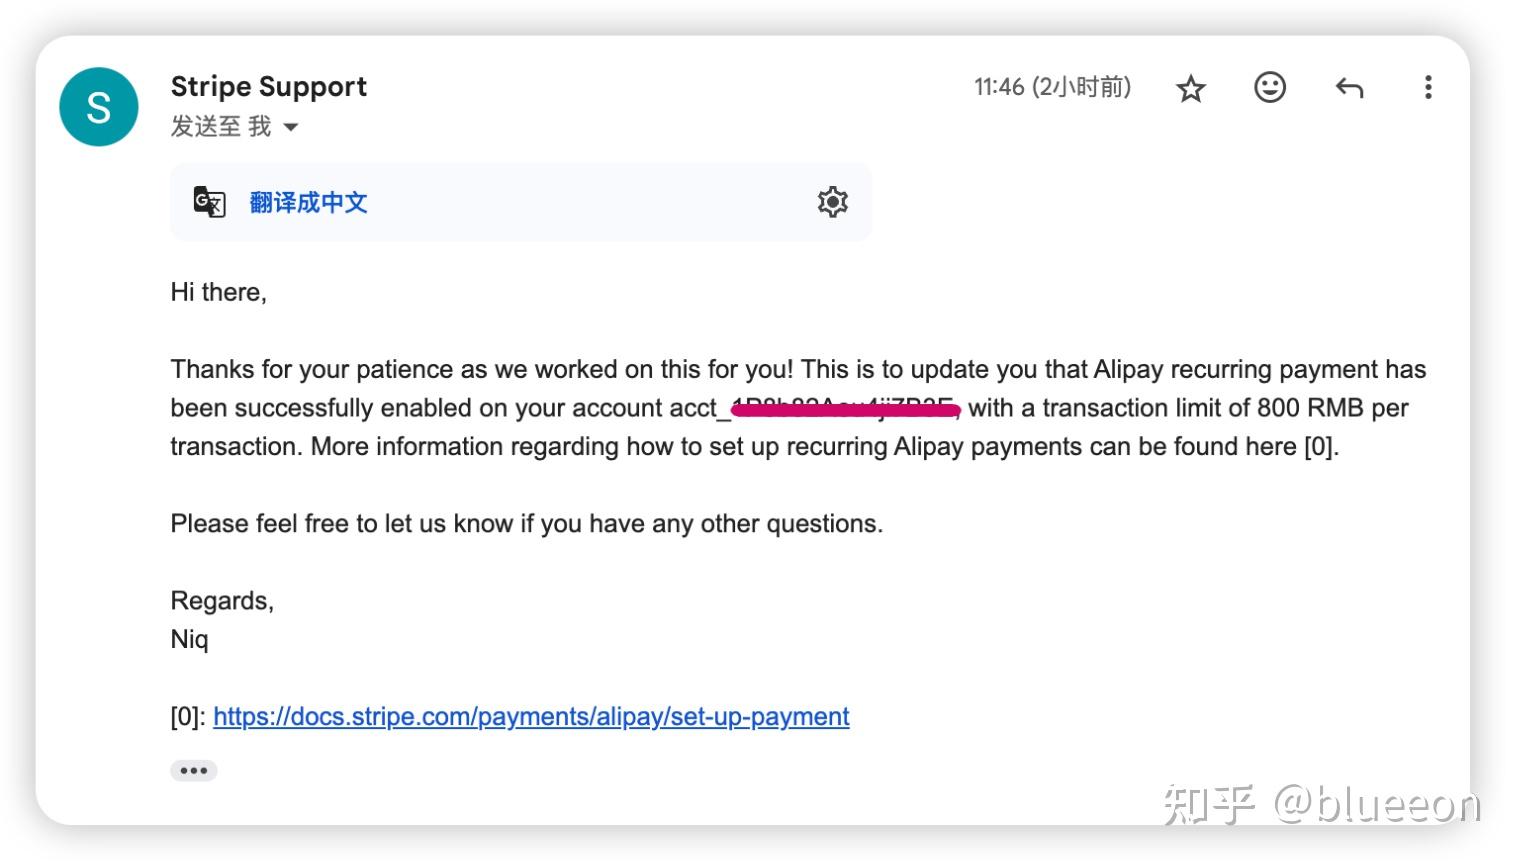 S
Stripe Support
11:46 (2小时前)
发送至 我
G文
翻译成中文
Hi there,
Thanks for your patience as we worked on this for you! This is to update you that Alipay recurring payment has
been successfully enabled on your account acct_ with a transaction limit of 800 RMB per
transaction. More information regarding how to set up recurring Alipay payments can be found here [0].
Please feel free to let us know if you have any other questions.
Regards,
Niq
[0]: https://docs.stripe.com/payments/alipay/set-up-payment
知乎 @blueeon